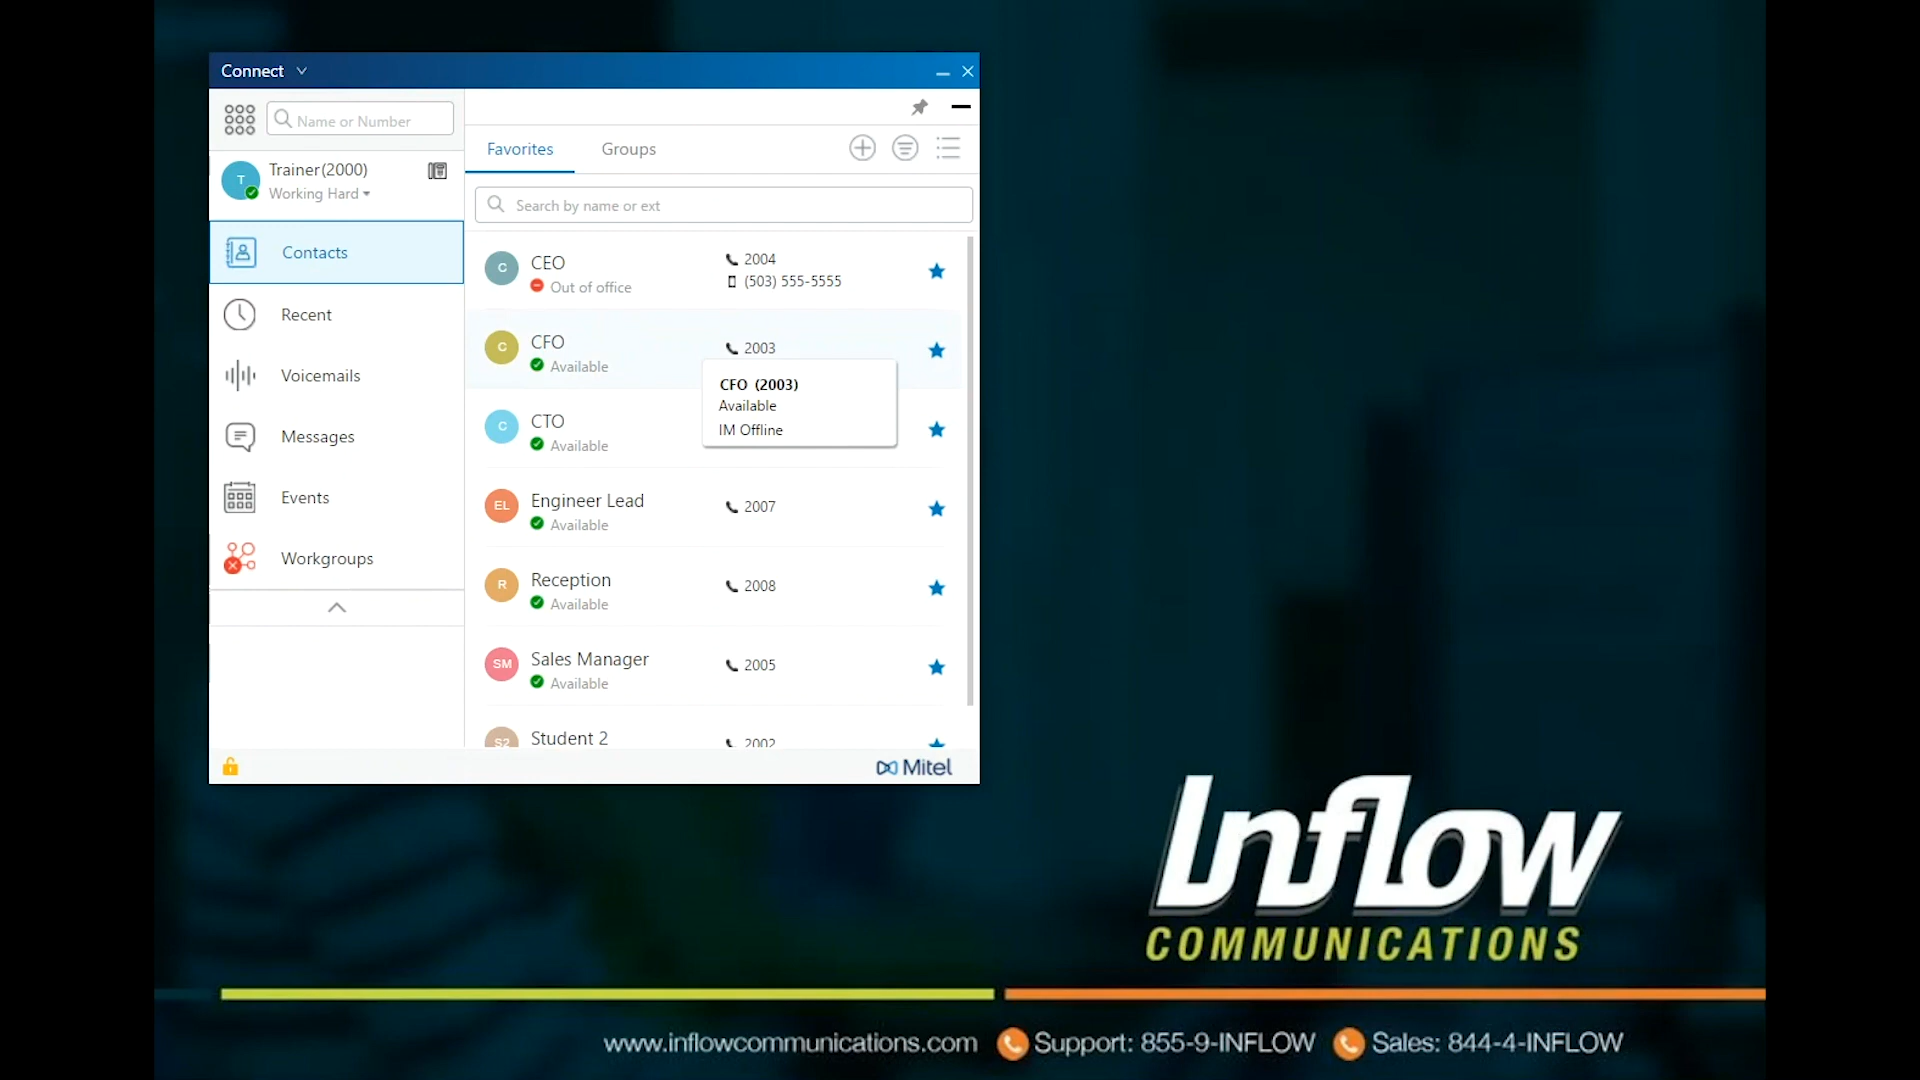 Connect
Name or Number
T
Trainer(2000)
Working Hard
Contacts
Recent
Voicemails
Messages
Events
Workgroups
Favorites
Groups
Search by name or ext
C
CEO
Out of office
2004
(503) 555-5555
C
CFO
Available
2003
CFO (2003)
Available
IM Offline
C
CTO
Available
EL
Engineer Lead
Available
2007
R
Reception
Available
2008
SM
Sales Manager
Available
2005
S2
Student 2
2002
Mitel
Inflow
COMMUNICATIONS
www.inflowcommunications.com
Support: 855-9-INFLOW
Sales: 844-4-INFLOW